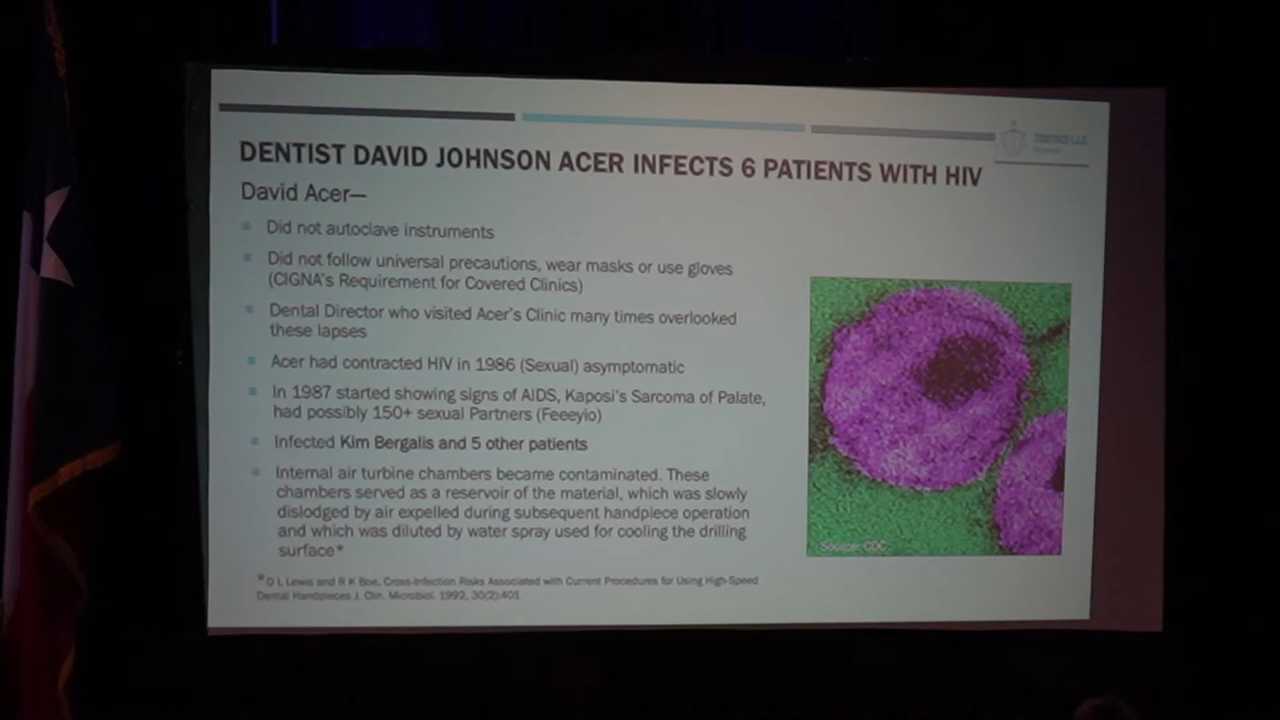 DENTIST DAVID JOHNSON ACER INFECTS 6 PATIENTS WITH HIV
David Acer—
Did not autoclave instruments
Did not follow universal precautions, wear masks or use gloves
(CIGNA's Requirement for Covered Clinics)
Dental Director who visited Acer's Clinic many times overlooked
these lapses
Acer had contracted HIV in 1986 (Sexual) asymptomatic
In 1987 started showing signs of AIDS, Kaposi's Sarcoma of Palate,
had possibly 150+ sexual Partners (Feeeyio)
Infected Kim Bergalis and 5 other patients
Internal air turbine chambers became contaminated. These
chambers served as a reservoir of the material, which was slowly
dislodged by air expelled during subsequent handpiece operation
and which was diluted by water spray used for cooling the drilling
surface*
Source: CDC
*D L Lewis and R K Boe, Cross-Infection Risks Associated with Current Procedures for Using High-Speed
Dental Handpieces J. Clin. Microbiol. 1992, 30(2):401